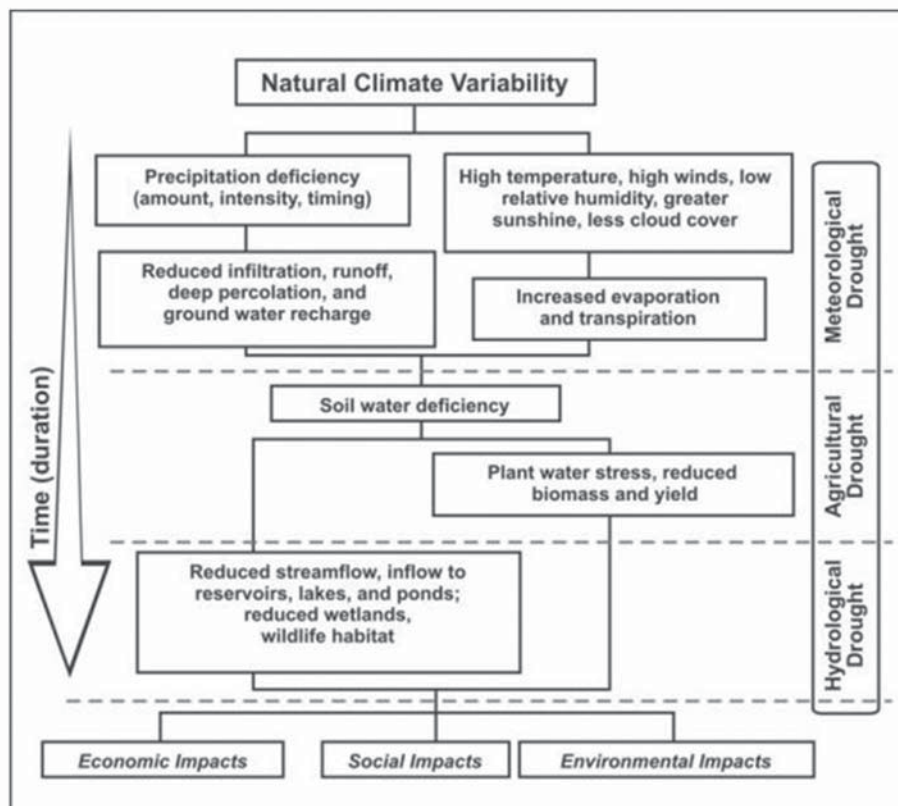 Natural Climate Variability
Precipitation deficiency
(amount, intensity, timing)
High temperature, high winds, low
relative humidity, greater
sunshine, less cloud cover
Reduced infiltration, runoff,
deep percolation, and
ground water recharge
Increased evaporation
and transpiration
Meteorological
Drought
Time (duration)
Soil water deficiency
Plant water stress, reduced
biomass and yield
Agricultural
Drought
Reduced streamflow, inflow to
reservoirs, lakes, and ponds;
reduced wetlands,
wildlife habitat
Hydrological
Drought
Economic Impacts
Social Impacts
Environmental Impacts